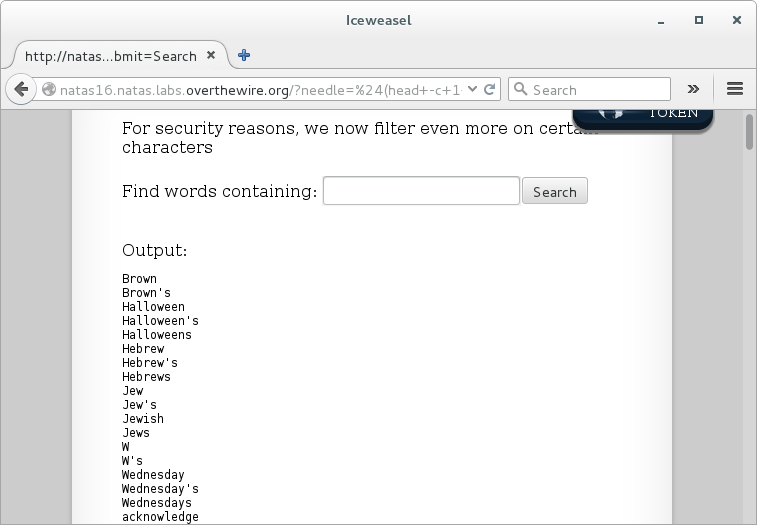 Iceweasel
http://natas...bmit=Search
natas16.natas.labs.overthewire.org/?needle=%24(head+-c+1
Search
TOKEN
For security reasons, we now filter even more on certain
characters
Find words containing:
Search
Output:
Brown
Brown's
Halloween
Halloween's
Halloweens
Hebrew
Hebrew's
Hebrews
Jew
Jew's
Jewish
Jews
W
W's
Wednesday
Wednesday's
Wednesdays
acknowledge